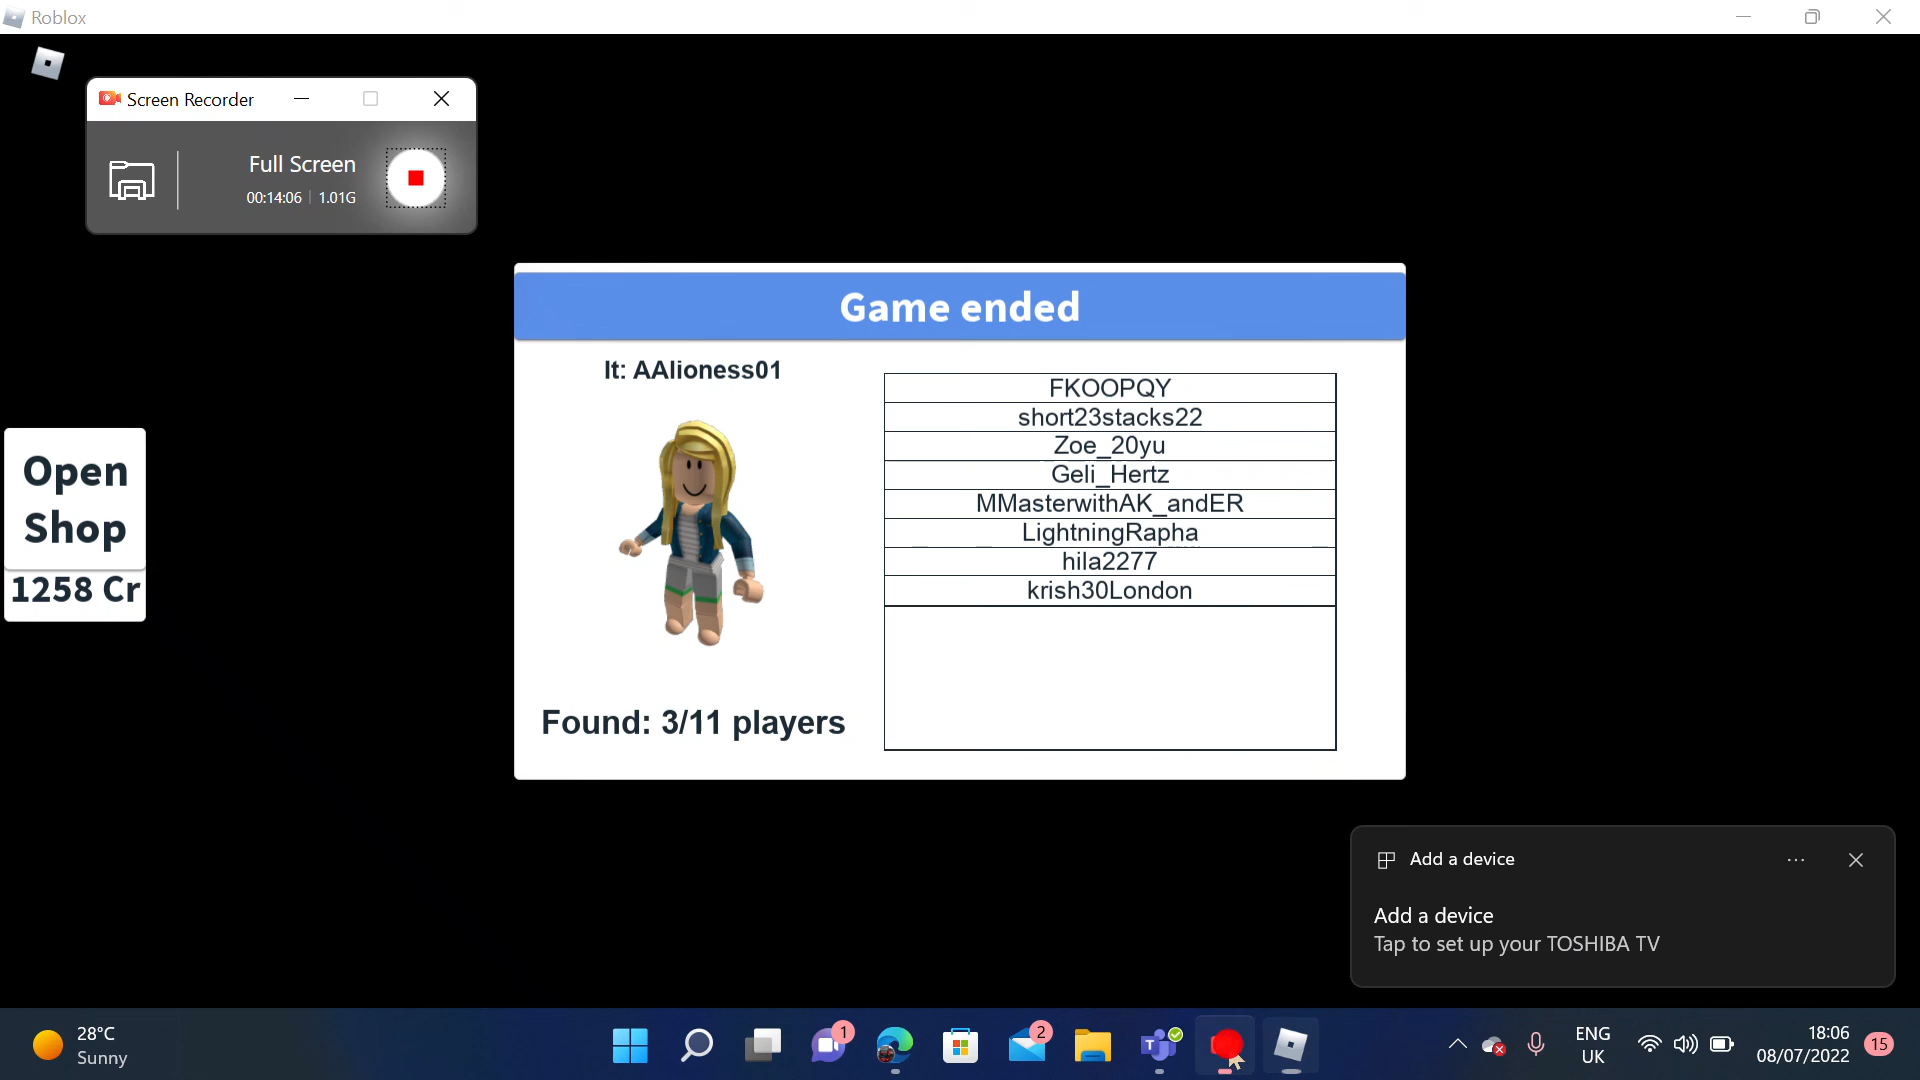 Roblox
Screen Recorder
Full Screen
00:14:06 | 1.01G
Game ended
It: AAlioness01
FKOOPQY
short23stacks22
Zoe_20yu
Geli_Hertz
MMasterwithAK_andER
LightningRapha
hila2277
krish30London
Found: 3/11 players
Open
Shop
1258 Cr
Add a device
Add a device
Tap to set up your TOSHIBA TV
28°C
Sunny
1
2
T
ENG
UK
18:06
08/07/2022
15